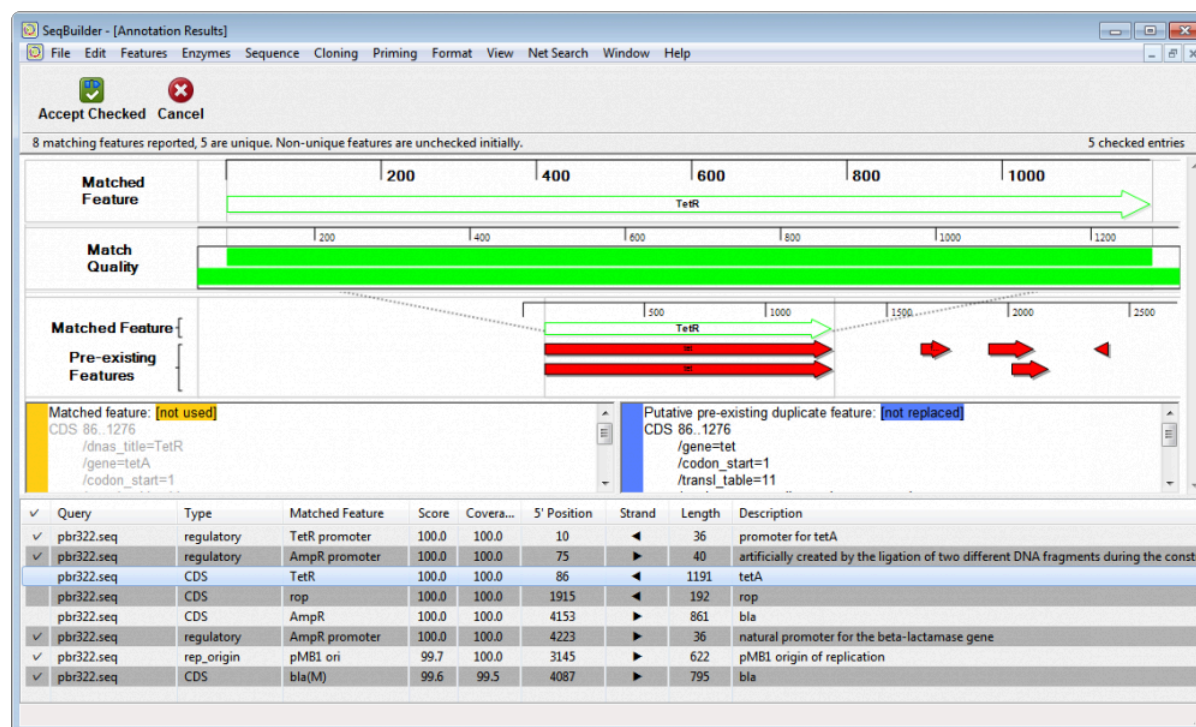 SeqBuilder - [Annotation Results]
File Edit Features Enzymes Sequence Cloning Priming Format View Net Search Window Help
Accept Checked Cancel
8 matching features reported, 5 are unique. Non-unique features are unchecked initially. 5 checked entries
Matched Feature
200 400 600 800 1000
TetR
Match Quality
200 400 600 800 1000 1200
500 1000 1500 2000 2500
Matched Feature
TetR
Pre-existing Features
tet
tet
Matched feature: [not used]
CDS 86..1276
/dnas_title=TetR
/gene=tetA
/codon_start=1
Putative pre-existing duplicate feature: [not replaced]
CDS 86..1276
/gene=tet
/codon_start=1
/transl_table=11
✓ Query Type Matched Feature Score Covera... 5' Position Strand Length Description
✓ pbr322.seq regulatory TetR promoter 100.0 100.0 10 ◄ 36 promoter for tetA
✓ pbr322.seq regulatory AmpR promoter 100.0 100.0 75 ► 40 artificially created by the ligation of two different DNA fragments during the const
pbr322.seq CDS TetR 100.0 100.0 86 ◄ 1191 tetA
pbr322.seq CDS rop 100.0 100.0 1915 ◄ 192 rop
pbr322.seq CDS AmpR 100.0 100.0 4153 ► 861 bla
✓ pbr322.seq regulatory AmpR promoter 100.0 100.0 4223 ► 36 natural promoter for the beta-lactamase gene
✓ pbr322.seq rep_origin pMB1 ori 99.7 100.0 3145 ► 622 pMB1 origin of replication
✓ pbr322.seq CDS bla(M) 99.6 99.5 4087 ► 795 bla